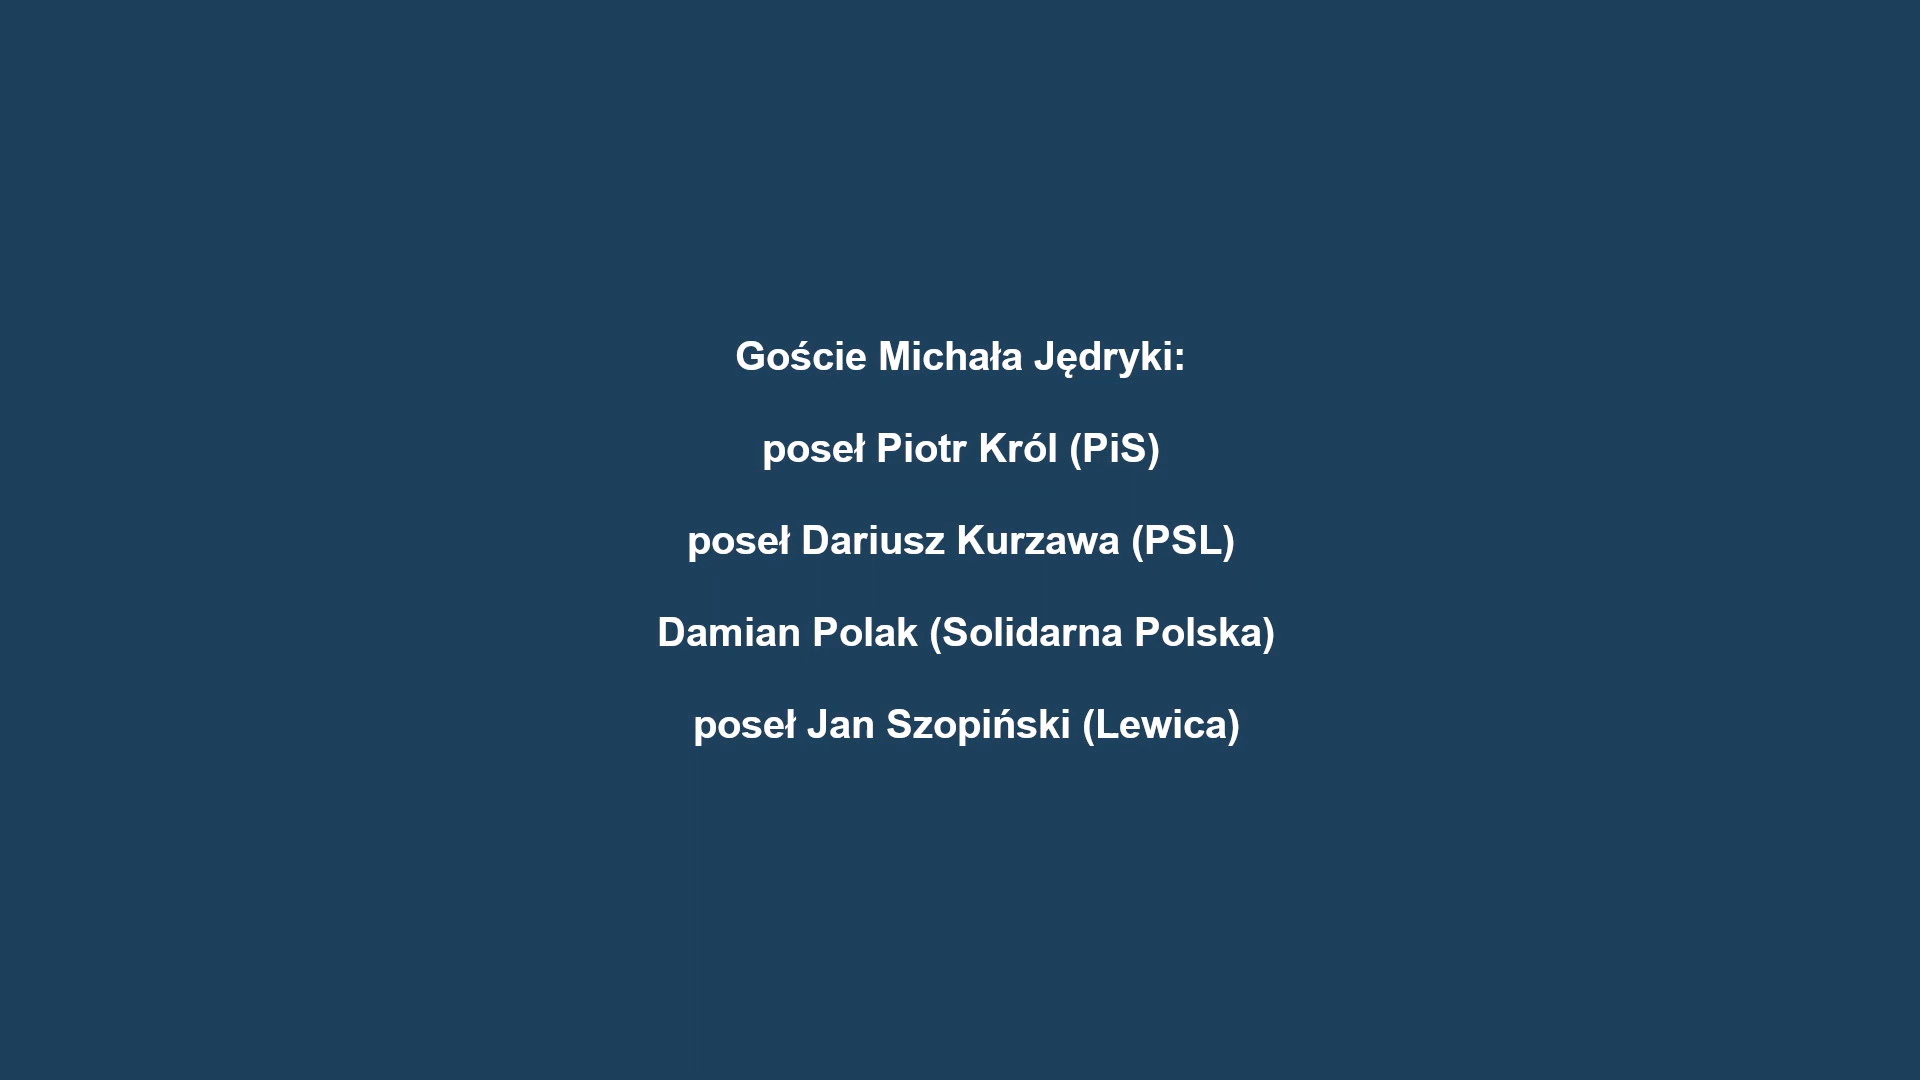 Goście Michała Jędryki:
poseł Piotr Król (PiS)
poseł Dariusz Kurzawa (PSL)
Damian Polak (Solidarna Polska)
poseł Jan Szopiński (Lewica)